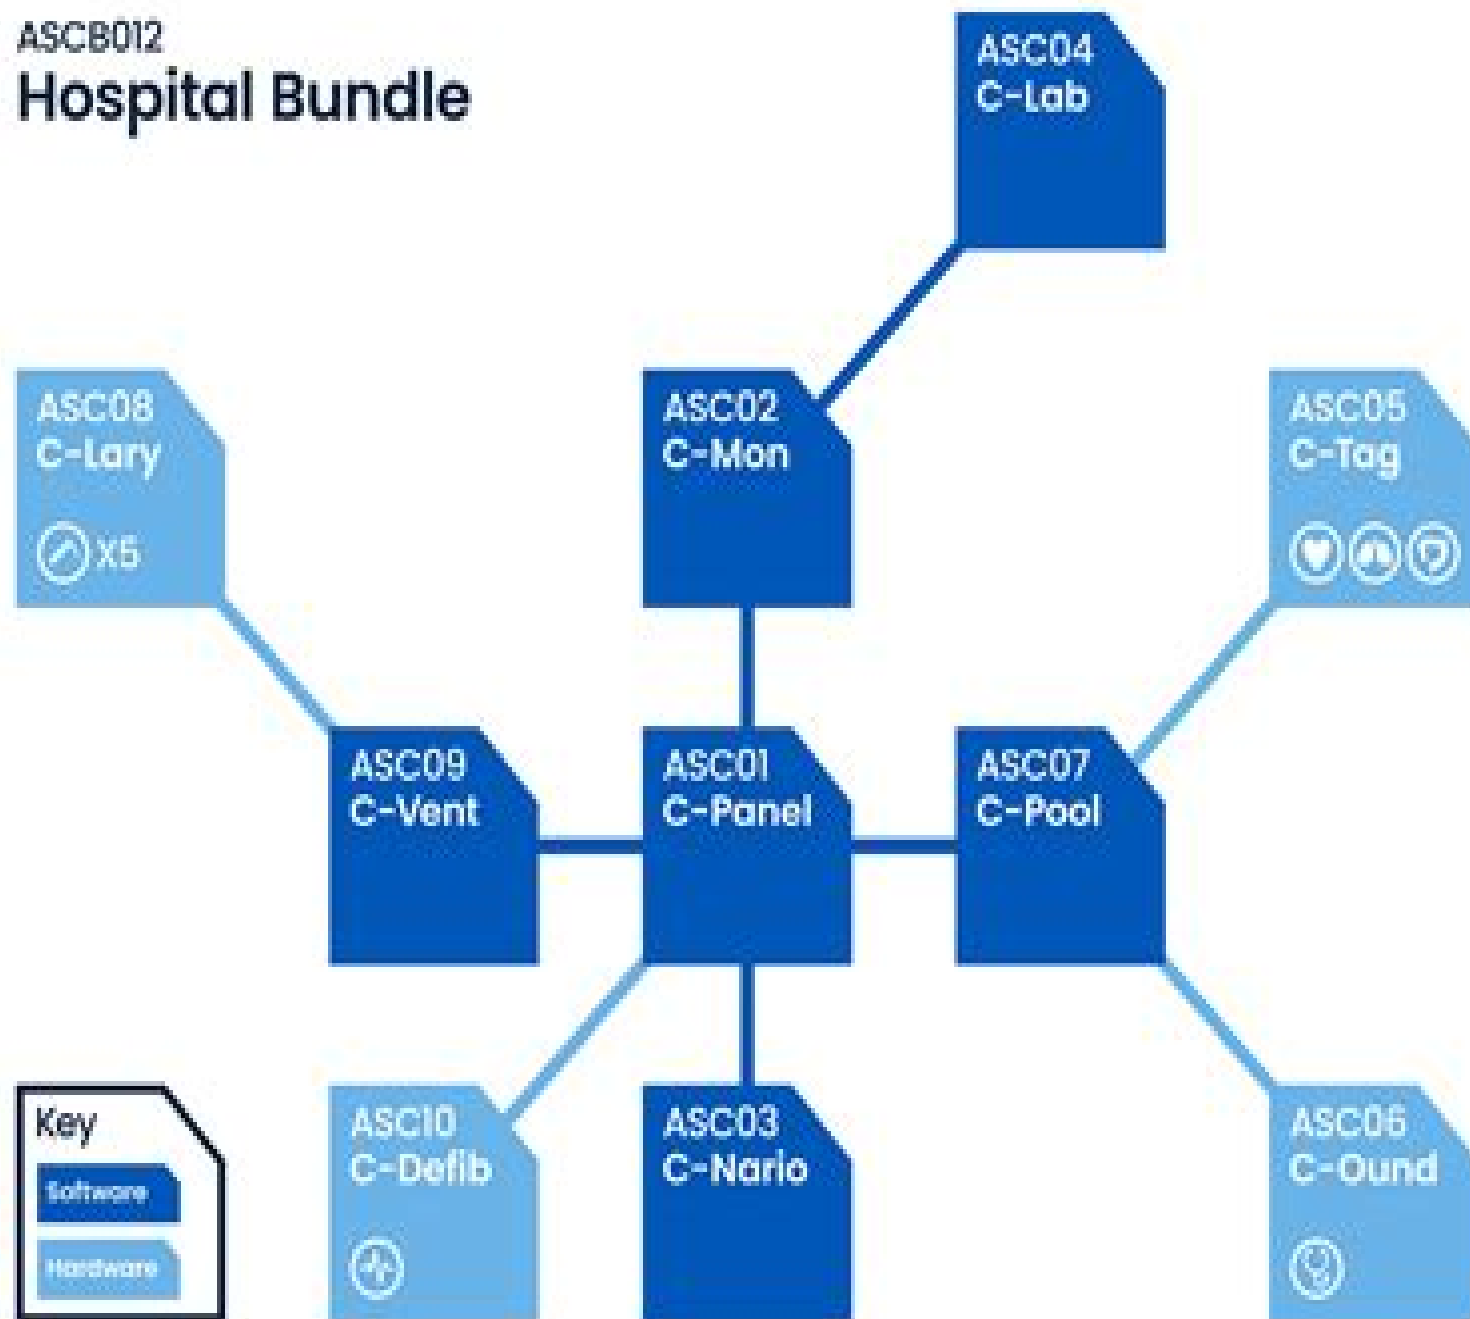 ASCB012
Hospital Bundle
ASC04
C-Lab
ASC08
C-Lary
X5
ASC02
C-Mon
ASC05
C-Tag
ASC09
C-Vent
ASC01
C-Panel
ASC07
C-Pool
Key
Software
Hardware
ASC10
C-Defib
ASC03
C-Nario
ASC06
C-Ound